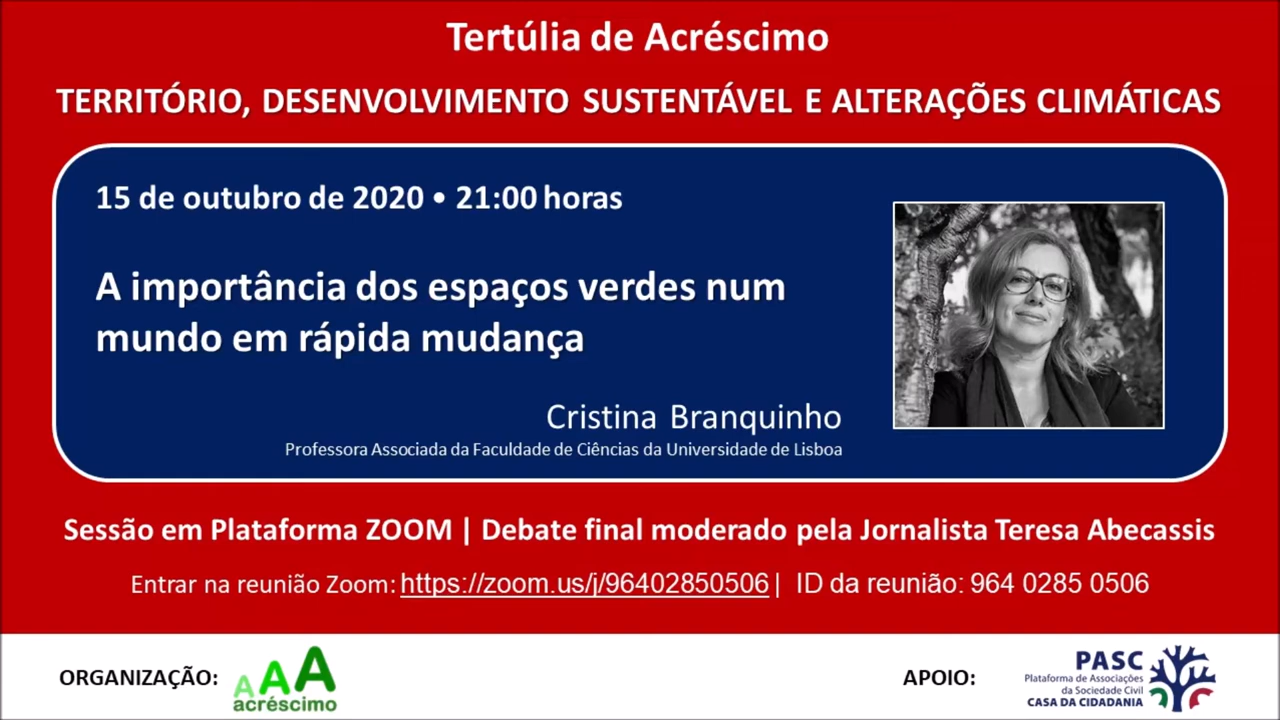 Tertúlia de Acréscimo
TERRITÓRIO, DESENVOLVIMENTO SUSTENTÁVEL E ALTERAÇÕES CLIMÁTICAS
15 de outubro de 2020 • 21:00 horas
A importância dos espaços verdes num
mundo em rápida mudança
Cristina Branquinho
Professora Associada da Faculdade de Ciências da Universidade de Lisboa
Sessão em Plataforma ZOOM | Debate final moderado pela Jornalista Teresa Abecassis
Entrar na reunião Zoom: https://zoom.us/j/96402850506 | ID da reunião: 964 0285 0506
ORGANIZAÇÃO:
AAA
acréscimo
APOIO:
PASC
Plataforma de Associações
da Sociedade Civil
CASA DA CIDADANIA